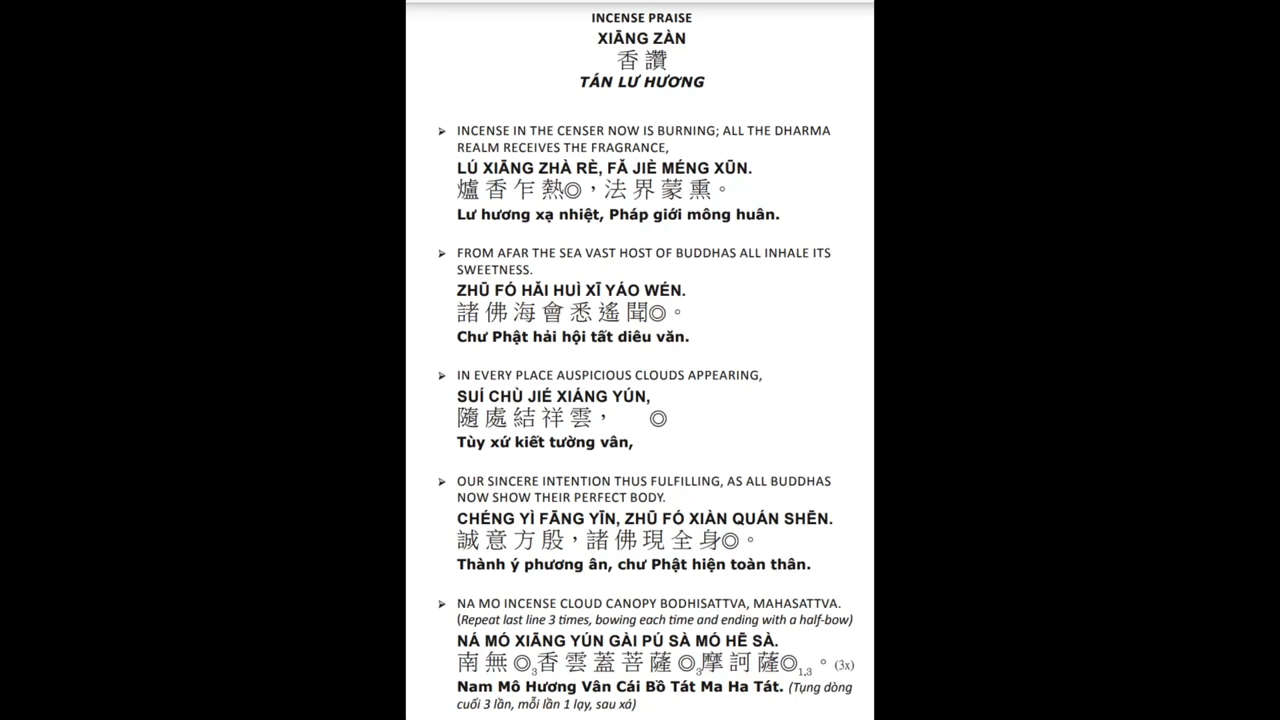 INCENSE PRAISE
XIĀNG ZÀN
香讚
TÁN LƯ HƯƠNG
➢ INCENSE IN THE CENSER NOW IS BURNING; ALL THE DHARMA
REALM RECEIVES THE FRAGRANCE,
LÚ XIĀNG ZHÀ RÈ, FǍ JIÈ MÉNG XŪN.
爐香乍熱◎，法界蒙熏。
Lư hương xạ nhiệt, Pháp giới mông huân.
➢ FROM AFAR THE SEA VAST HOST OF BUDDHAS ALL INHALE ITS
SWEETNESS.
ZHŪ FÓ HǍI HUÌ XĪ YÁO WÉN.
諸佛海會悉遙聞◎。
Chư Phật hải hội tất diêu văn.
➢ IN EVERY PLACE AUSPICIOUS CLOUDS APPEARING,
SUÍ CHÙ JIÉ XIÁNG YÚN,
隨處結祥雲， ◎
Tùy xứ kiết tường vân,
➢ OUR SINCERE INTENTION THUS FULFILLING, AS ALL BUDDHAS
NOW SHOW THEIR PERFECT BODY.
CHÉNG YÌ FĀNG YĪN, ZHŪ FÓ XIÀN QUÁN SHĒN.
誠意方殷，諸佛現全身◎。
Thành ý phương ân, chư Phật hiện toàn thân.
➢ NA MO INCENSE CLOUD CANOPY BODHISATTVA, MAHASATTVA.
(Repeat last line 3 times, bowing each time and ending with a half-bow)
NÁ MÓ XIĀNG YÚN GÀI PÚ SÀ MÓ HĒ SÀ.
南無◎3香雲蓋菩薩◎3摩訶薩◎1,3。(3x)
Nam Mô Hương Vân Cái Bồ Tát Ma Ha Tát. (Tụng dòng
cuối 3 lần, mỗi lần 1 lạy, sau xá)